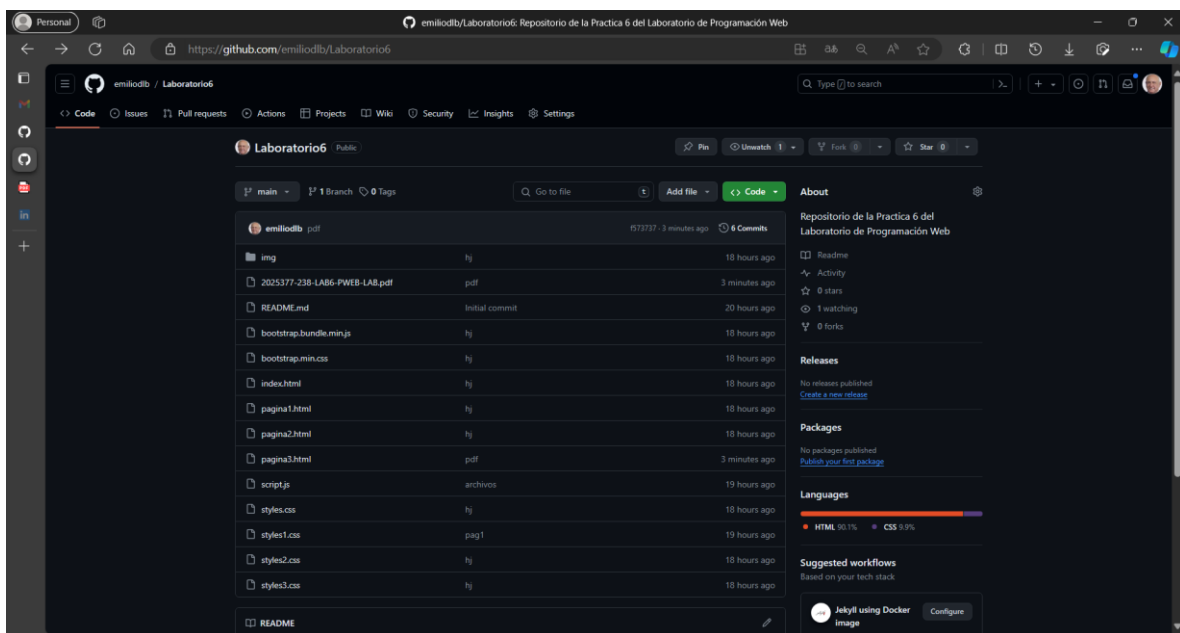 Personal
emiliodlb/Laboratorio6: Repositorio de la Practica 6 del Laboratorio de Programación Web
https://github.com/emiliodlb/Laboratorio6
emiliodlb / Laboratorio6
Type / to search
Code Issues Pull requests Actions Projects Wiki Security Insights Settings
Laboratorio6 Public
Pin Unwatch 1 Fork 0 Star 0
main 1 Branch 0 Tags Go to file t Add file Code
emiliodlb pdf f573737 · 3 minutes ago 6 Commits
img hj 18 hours ago
2025377-238-LAB6-PWEB-LAB.pdf pdf 3 minutes ago
README.md Initial commit 20 hours ago
bootstrap.bundle.min.js hj 18 hours ago
bootstrap.min.css hj 18 hours ago
index.html hj 18 hours ago
pagina1.html hj 18 hours ago
pagina2.html hj 18 hours ago
pagina3.html pdf 3 minutes ago
script.js archivos 19 hours ago
styles.css hj 18 hours ago
styles1.css pag1 19 hours ago
styles2.css hj 18 hours ago
styles3.css hj 18 hours ago
README
About
Repositorio de la Practica 6 del
Laboratorio de Programación Web
Readme
Activity
0 stars
1 watching
0 forks
Releases
No releases published
Create a new release
Packages
No packages published
Publish your first package
Languages
HTML 90.1% CSS 9.9%
Suggested workflows
Based on your tech stack
Jekyll using Docker
image
Configure